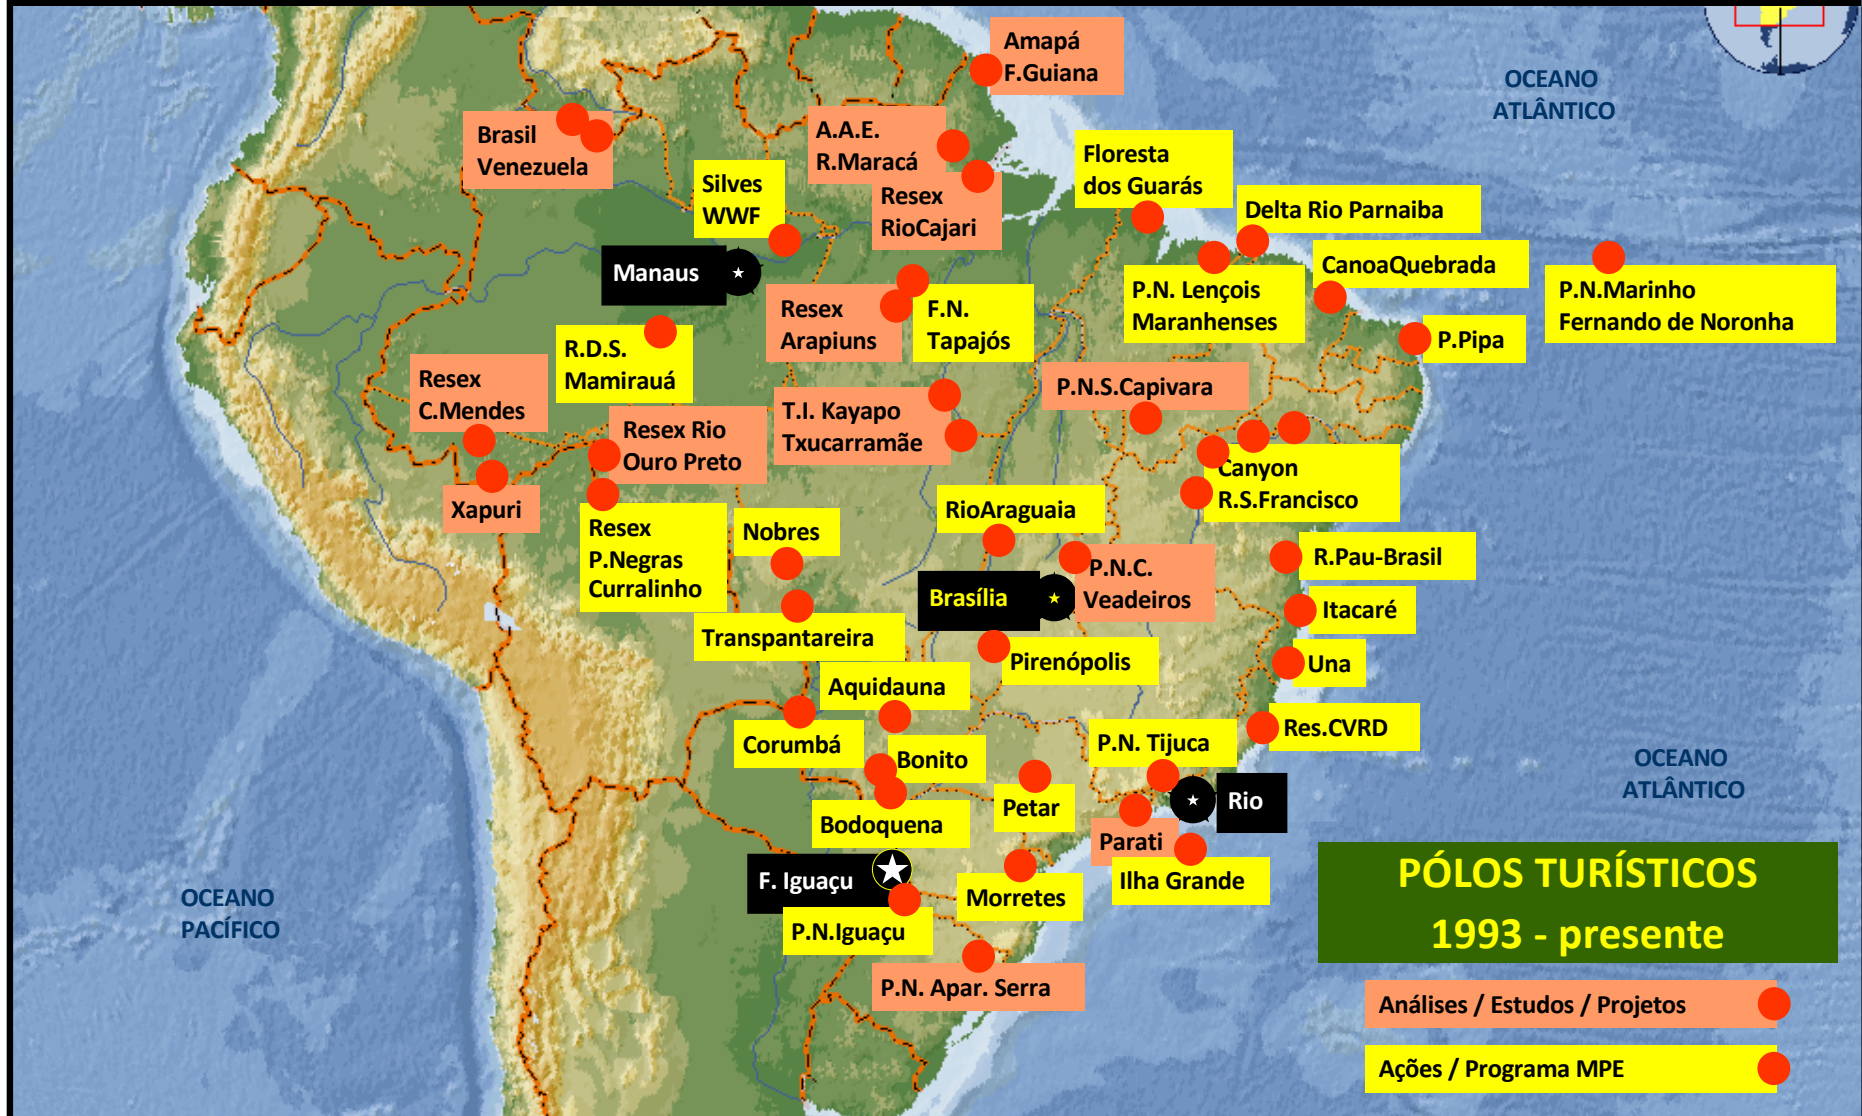 Amapá
F.Guiana
OCEANO
ATLÂNTICO
Brasil
Venezuela
A.A.E.
R.Maracá
Floresta
dos Guarás
Silves
WWF
Resex
RioCajari
Delta Rio Parnaiba
Manaus
CanoaQuebrada
P.N. Lençois
Maranhenses
P.N.Marinho
Fernando de Noronha
Resex
Arapiuns
F.N.
Tapajós
P.Pipa
R.D.S.
Mamirauá
Resex
C.Mendes
P.N.S.Capivara
T.I. Kayapo
Txucarramãe
Resex Rio
Ouro Preto
Canyon
R.S.Francisco
Xapuri
RioAraguaia
Resex
P.Negras
Curralinho
Nobres
R.Pau-Brasil
P.N.C.
Veadeiros
Brasília
Itacaré
Transpantareira
Pirenópolis
Una
Aquidauna
Res.CVRD
Corumbá
Bonito
P.N. Tijuca
OCEANO
ATLÂNTICO
Petar
Rio
Bodoquena
Parati
F. Iguaçu
Ilha Grande
Morretes
OCEANO
PACÍFICO
P.N.Iguaçu
P.N. Apar. Serra
PÓLOS TURÍSTICOS
1993 - presente
Análises / Estudos / Projetos
Ações / Programa MPE